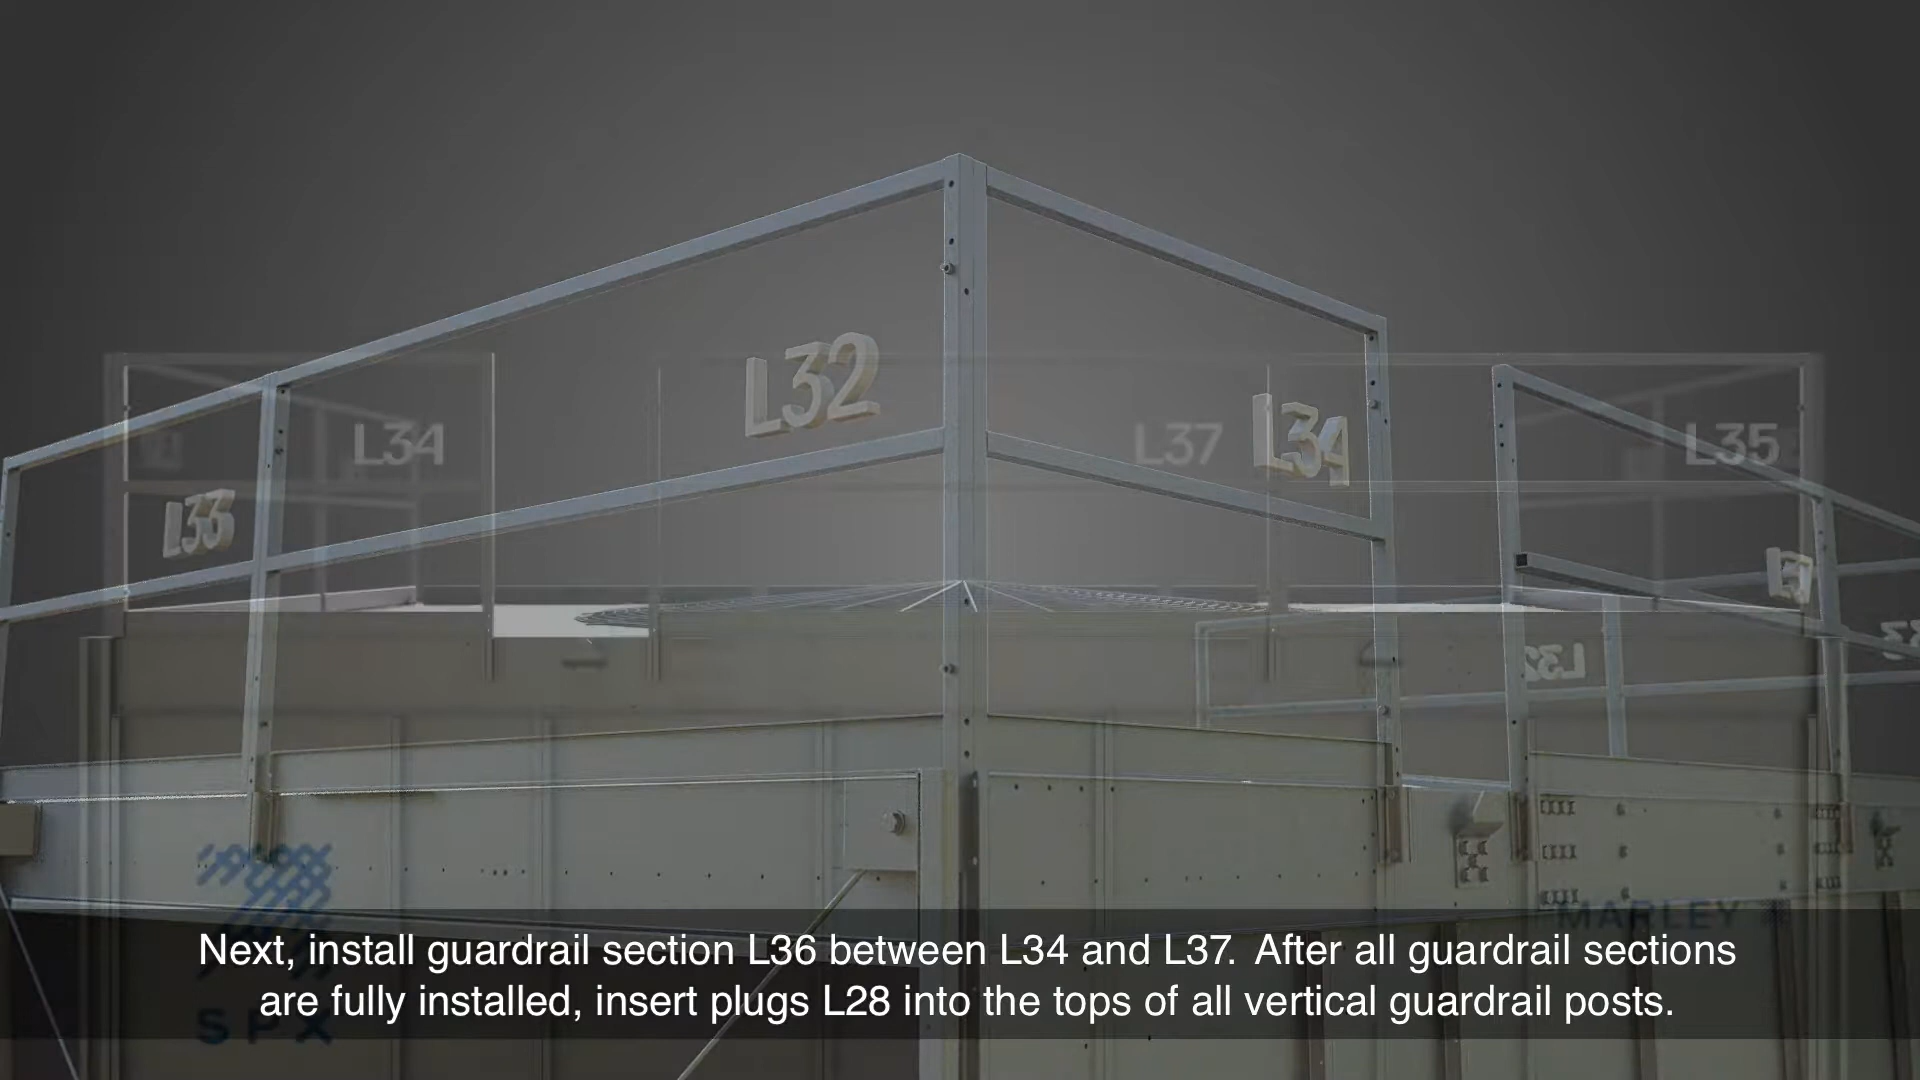 L32
L34
L37
L35
L34
L33
L32
MARLEY
SPX
Next, install guardrail section L36 between L34 and L37. After all guardrail sections
are fully installed, insert plugs L28 into the tops of all vertical guardrail posts.